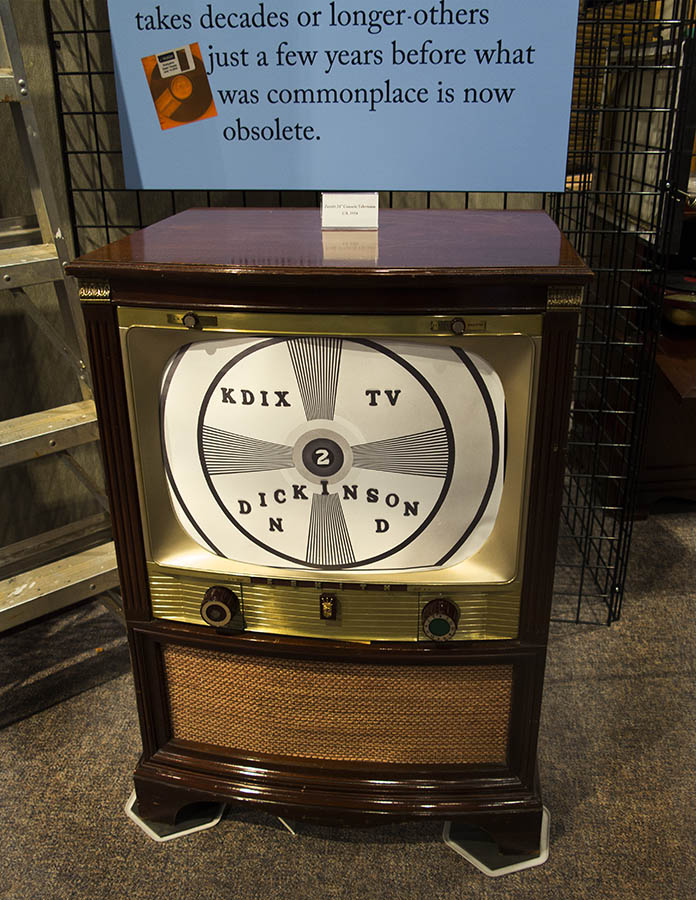 takes decades or longer-others
just a few years before what
was commonplace is now
obsolete.
KDIX TV
2
DICKINSON
N D